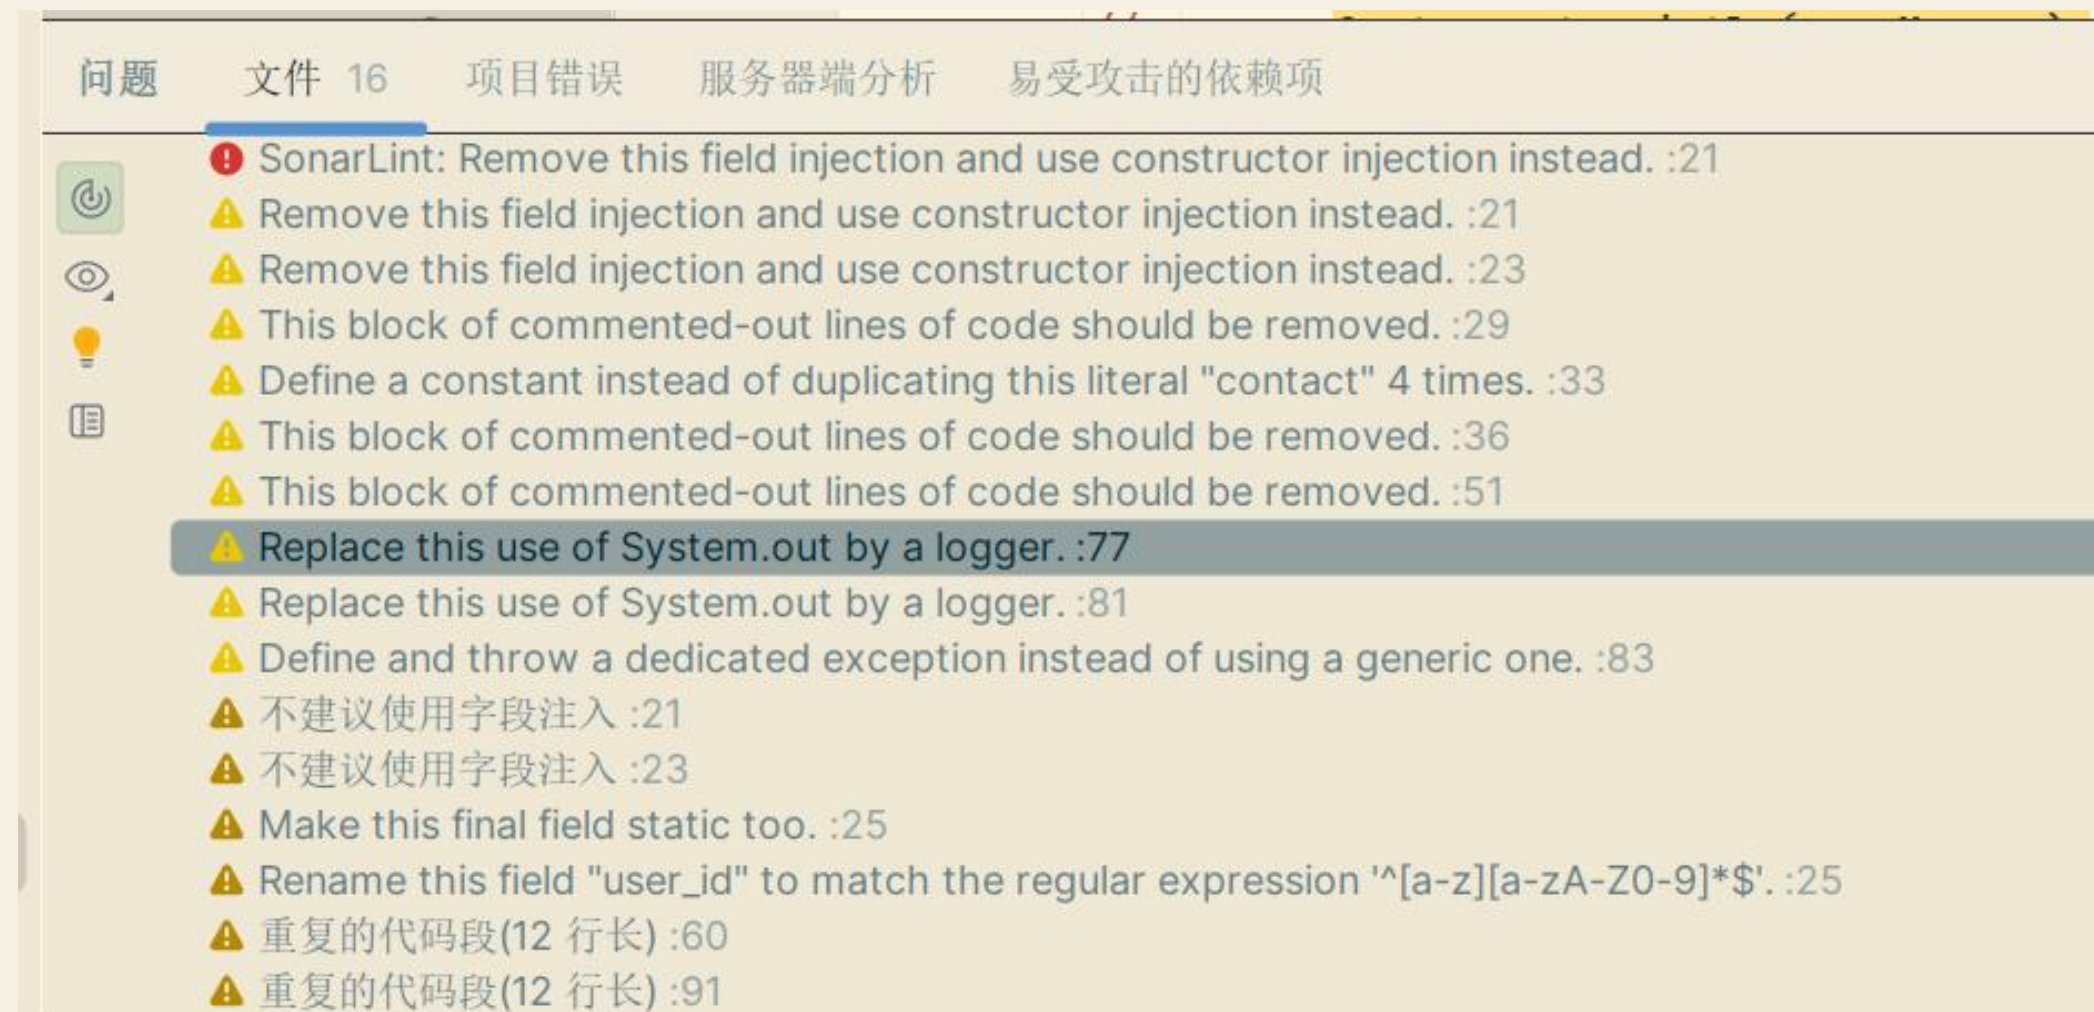 问题 文件 16 项目错误 服务器端分析 易受攻击的依赖项
SonarLint: Remove this field injection and use constructor injection instead. :21
Remove this field injection and use constructor injection instead. :21
Remove this field injection and use constructor injection instead. :23
This block of commented-out lines of code should be removed. :29
Define a constant instead of duplicating this literal "contact" 4 times. :33
This block of commented-out lines of code should be removed. :36
This block of commented-out lines of code should be removed. :51
Replace this use of System.out by a logger. :77
Replace this use of System.out by a logger. :81
Define and throw a dedicated exception instead of using a generic one. :83
不建议使用字段注入 :21
不建议使用字段注入 :23
Make this final field static too. :25
Rename this field "user_id" to match the regular expression '^[a-z][a-zA-Z0-9]*$'. :25
重复的代码段(12 行长) :60
重复的代码段(12 行长) :91